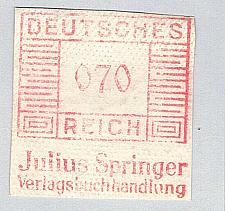 DEUTSCHES
070
REICH
Julius Springer
Verlagsbuchhandlung